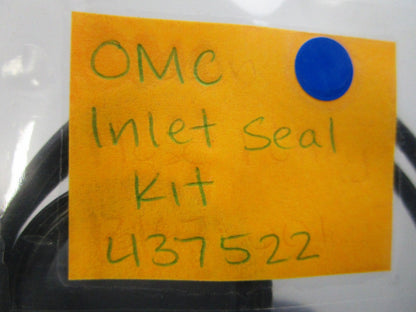 OMC
Inlet Seal
Kit
437522